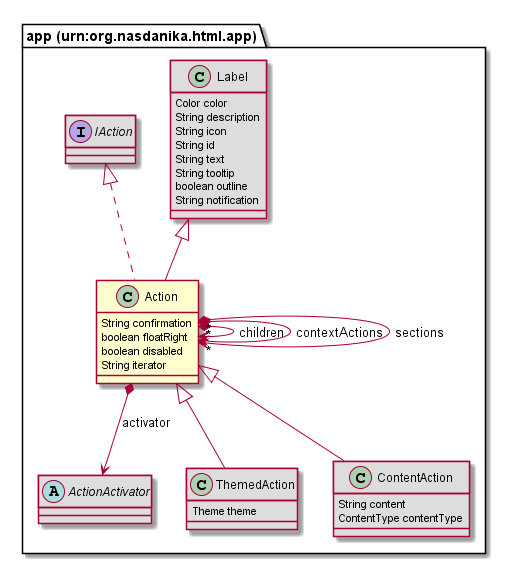 app (urn:org.nasdanika.html.app)
C Label
Color color
String description
String icon
String id
String text
String tooltip
boolean outline
String notification
I IAction
C Action
String confirmation
boolean floatRight
boolean disabled
String iterator
* children
contextActions
sections
*
activator
A ActionActivator
C ThemedAction
Theme theme
C ContentAction
String content
ContentType contentType